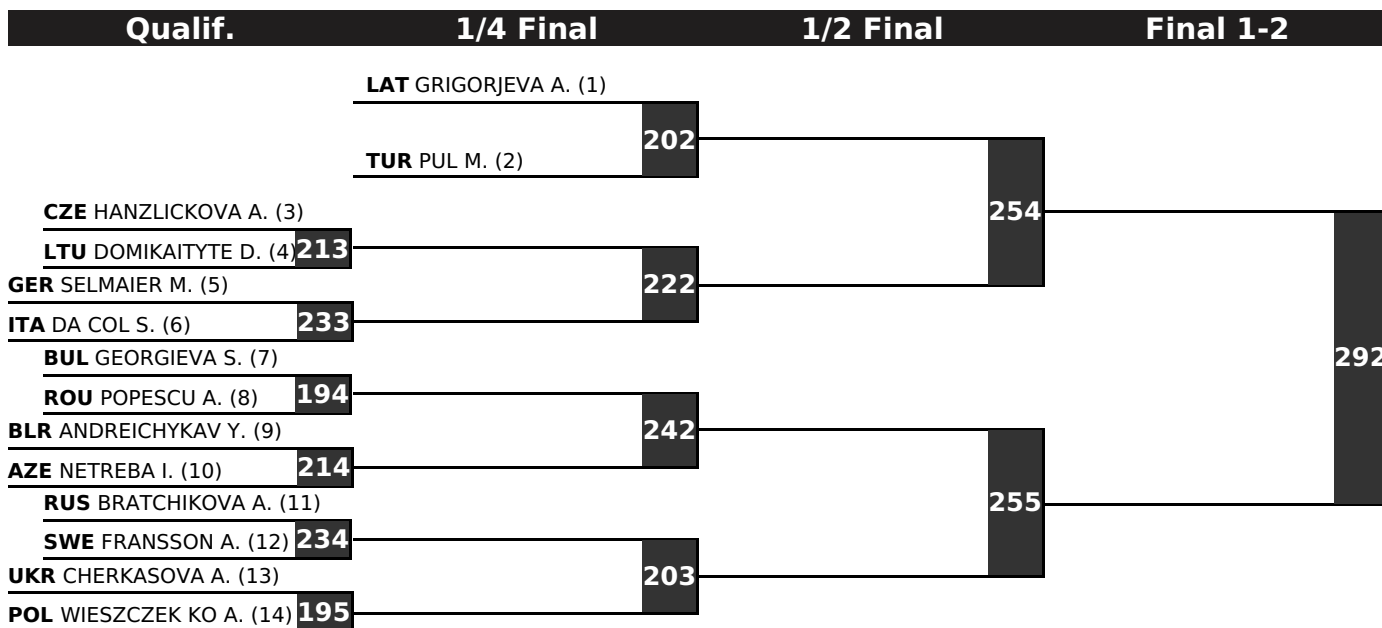 Qualif. 1/4 Final 1/2 Final Final 1-2
LAT GRIGORJEVA A. (1)
202
TUR PUL M. (2)
CZE HANZLICKOVA A. (3)
254
LTU DOMIKAITYTE D. (4) 213
GER SELMAIER M. (5)
222
ITA DA COL S. (6) 233
BUL GEORGIEVA S. (7)
292
ROU POPESCU A. (8) 194
BLR ANDREICHYKAV Y. (9)
242
AZE NETREBA I. (10) 214
RUS BRATCHIKOVA A. (11)
255
SWE FRANSSON A. (12) 234
UKR CHERKASOVA A. (13)
203
POL WIESZCZEK KO A. (14) 195